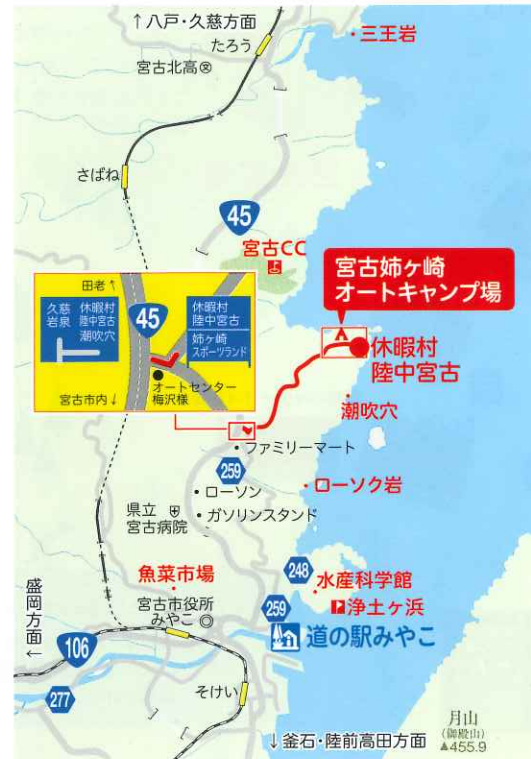 ↑八戸・久慈方面
たろう
・三王岩
宮古北高
さばね
45
宮古CC
宮古姉ヶ崎
オートキャンプ場
休暇村
陸中宮古
潮吹穴
田老↑
久慈
岩泉
休暇村
陸中宮古
潮吹穴
45
休暇村
陸中宮古
姉ヶ崎
スポーツランド
オートセンター
梅沢様
宮古市内↓
・ファミリーマート
259
・ローソン
・ローソク岩
県立
宮古病院
・ガソリンスタンド
248
魚菜市場
水産科学館
浄土ヶ浜
盛岡方面←
宮古市役所
みやこ
259
道の駅みやこ
106
277
そけい
月山
(御殿山)
▲455.9
↓釜石・陸前高田方面